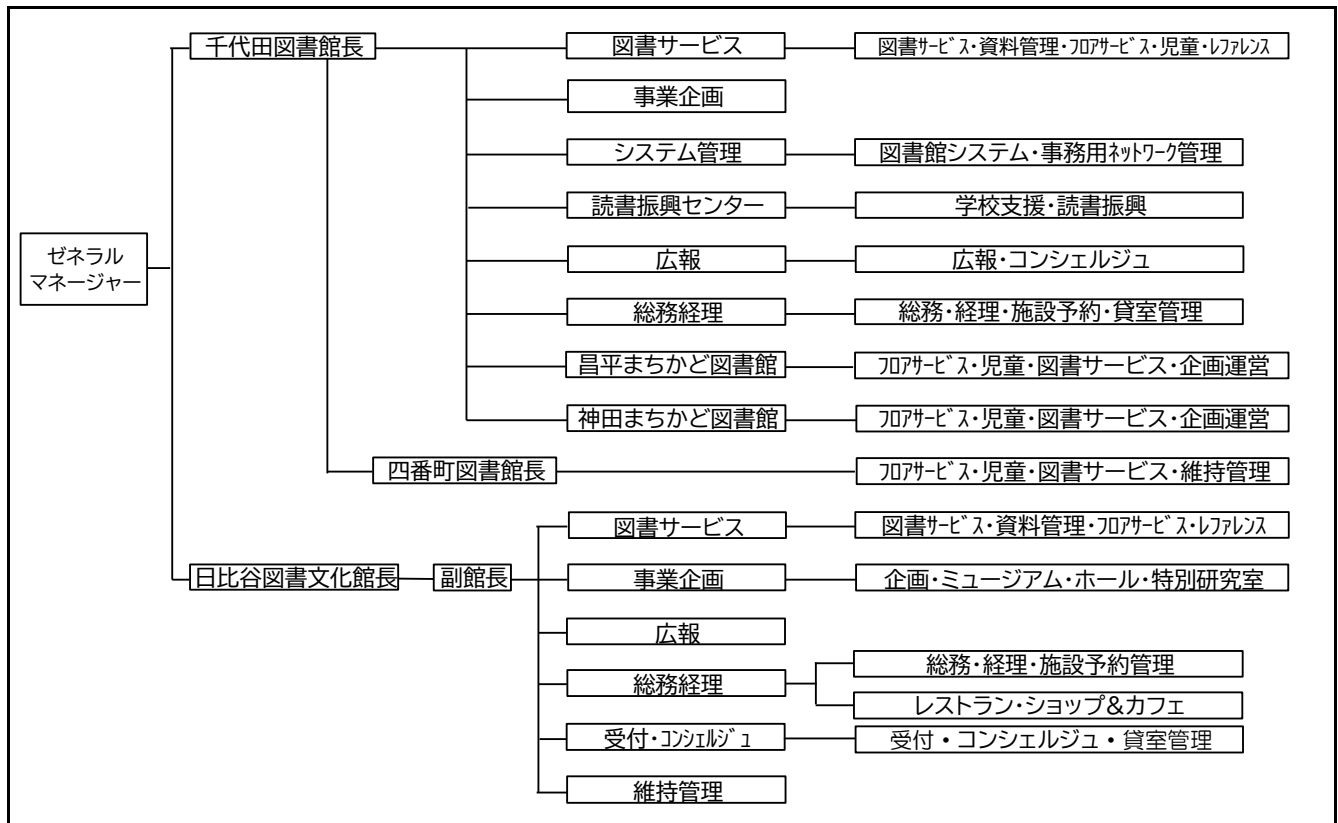 千代田図書館長
図書サービス
図書ｻｰﾋﾞｽ・資料管理・ﾌﾛｱｻｰﾋﾞｽ・児童・ﾚﾌｧﾚﾝｽ
事業企画
システム管理
図書館システム・事務用ﾈｯﾄﾜｰｸ管理
読書振興センター
学校支援・読書振興
ゼネラル
マネージャー
広報
広報・コンシェルジュ
総務経理
総務・経理・施設予約・貸室管理
昌平まちかど図書館
ﾌﾛｱｻｰﾋﾞｽ・児童・図書サービス・企画運営
神田まちかど図書館
ﾌﾛｱｻｰﾋﾞｽ・児童・図書サービス・企画運営
四番町図書館長
ﾌﾛｱｻｰﾋﾞｽ・児童・図書サービス・維持管理
図書サービス
図書ｻｰﾋﾞｽ・資料管理・ﾌﾛｱｻｰﾋﾞｽ・ﾚﾌｧﾚﾝｽ
日比谷図書文化館長
副館長
事業企画
企画・ミュージアム・ホール・特別研究室
広報
総務経理
総務・経理・施設予約管理
レストラン・ショップ&カフェ
受付・ｺﾝｼｪﾙｼﾞｭ
受付・コンシェルジュ・貸室管理
維持管理